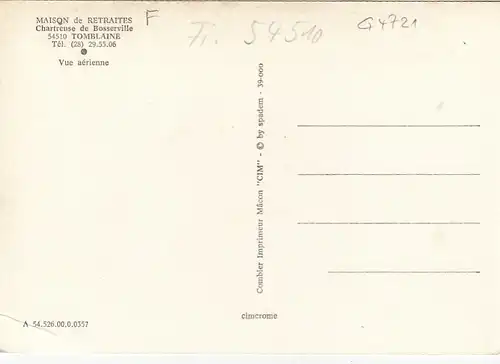 MAISON de RETRAITES
Chartreuse de Bosserville
54510 TOMBLAINE
Tél. (28) 29.55.06
Vue aérienne
F
Fr. 54510
G4721
Combier Imprimeur Mâcon "CIM" - © by spadem - 39-009
A 54.526.00.0.0357
cimcrome